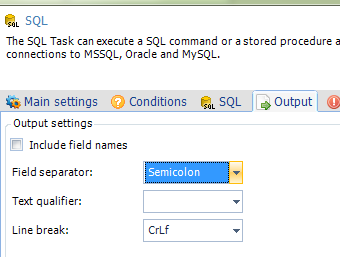 SQL
The SQL Task can execute a SQL command or a stored procedure a
connections to MSSQL, Oracle and MySQL.
Main settings Conditions SQL Output
Output settings
Include field names
Field separator: Semicolon
Text qualifier:
Line break: CrLf